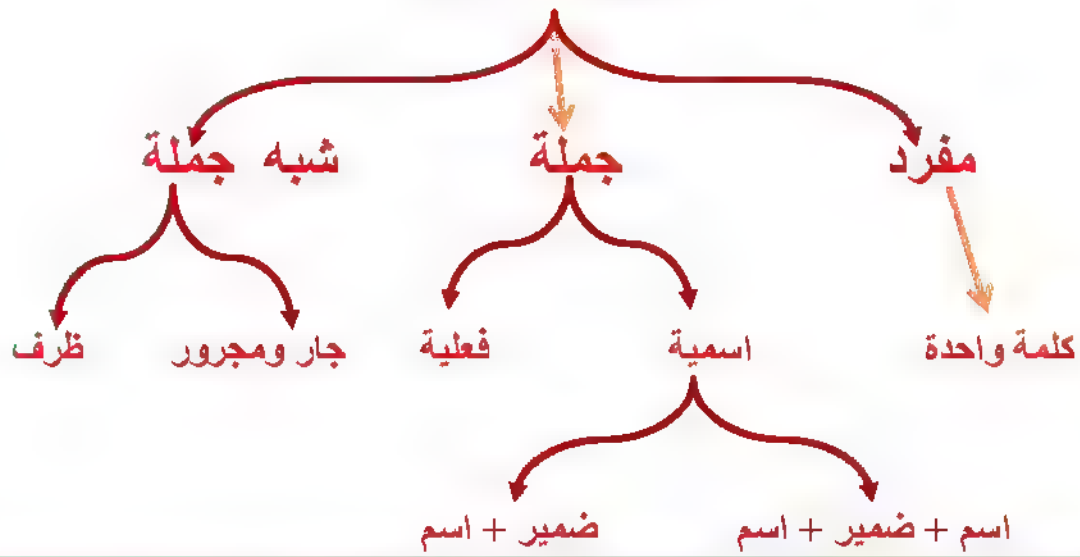 مفرد جملة شبه جملة
كلمة واحدة اسمية فعلية جار ومجرور ظرف
اسم + ضمير + اسم ضمير + اسم